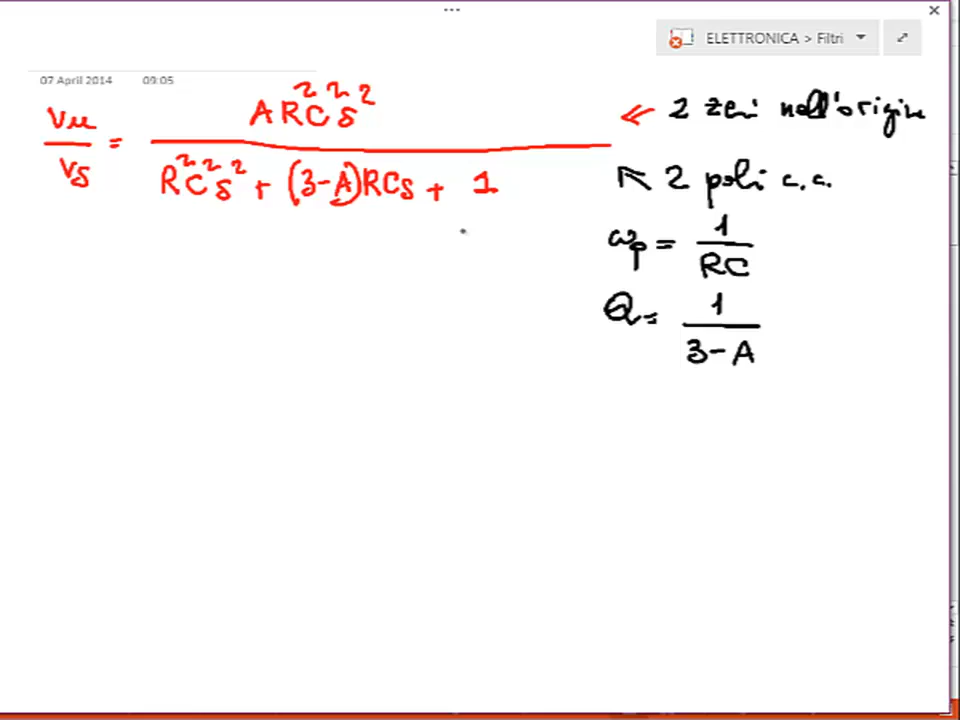 ELETTRONICA > Filtri
07 April 2014 09:05
Vu/Vs = AR²C²s² / R²C²s² + (3-A)RCs + 1
⇐ 2 zeri nell'origine
↖ 2 poli c.c.
ωp = 1/RC
Q = 1/3-A